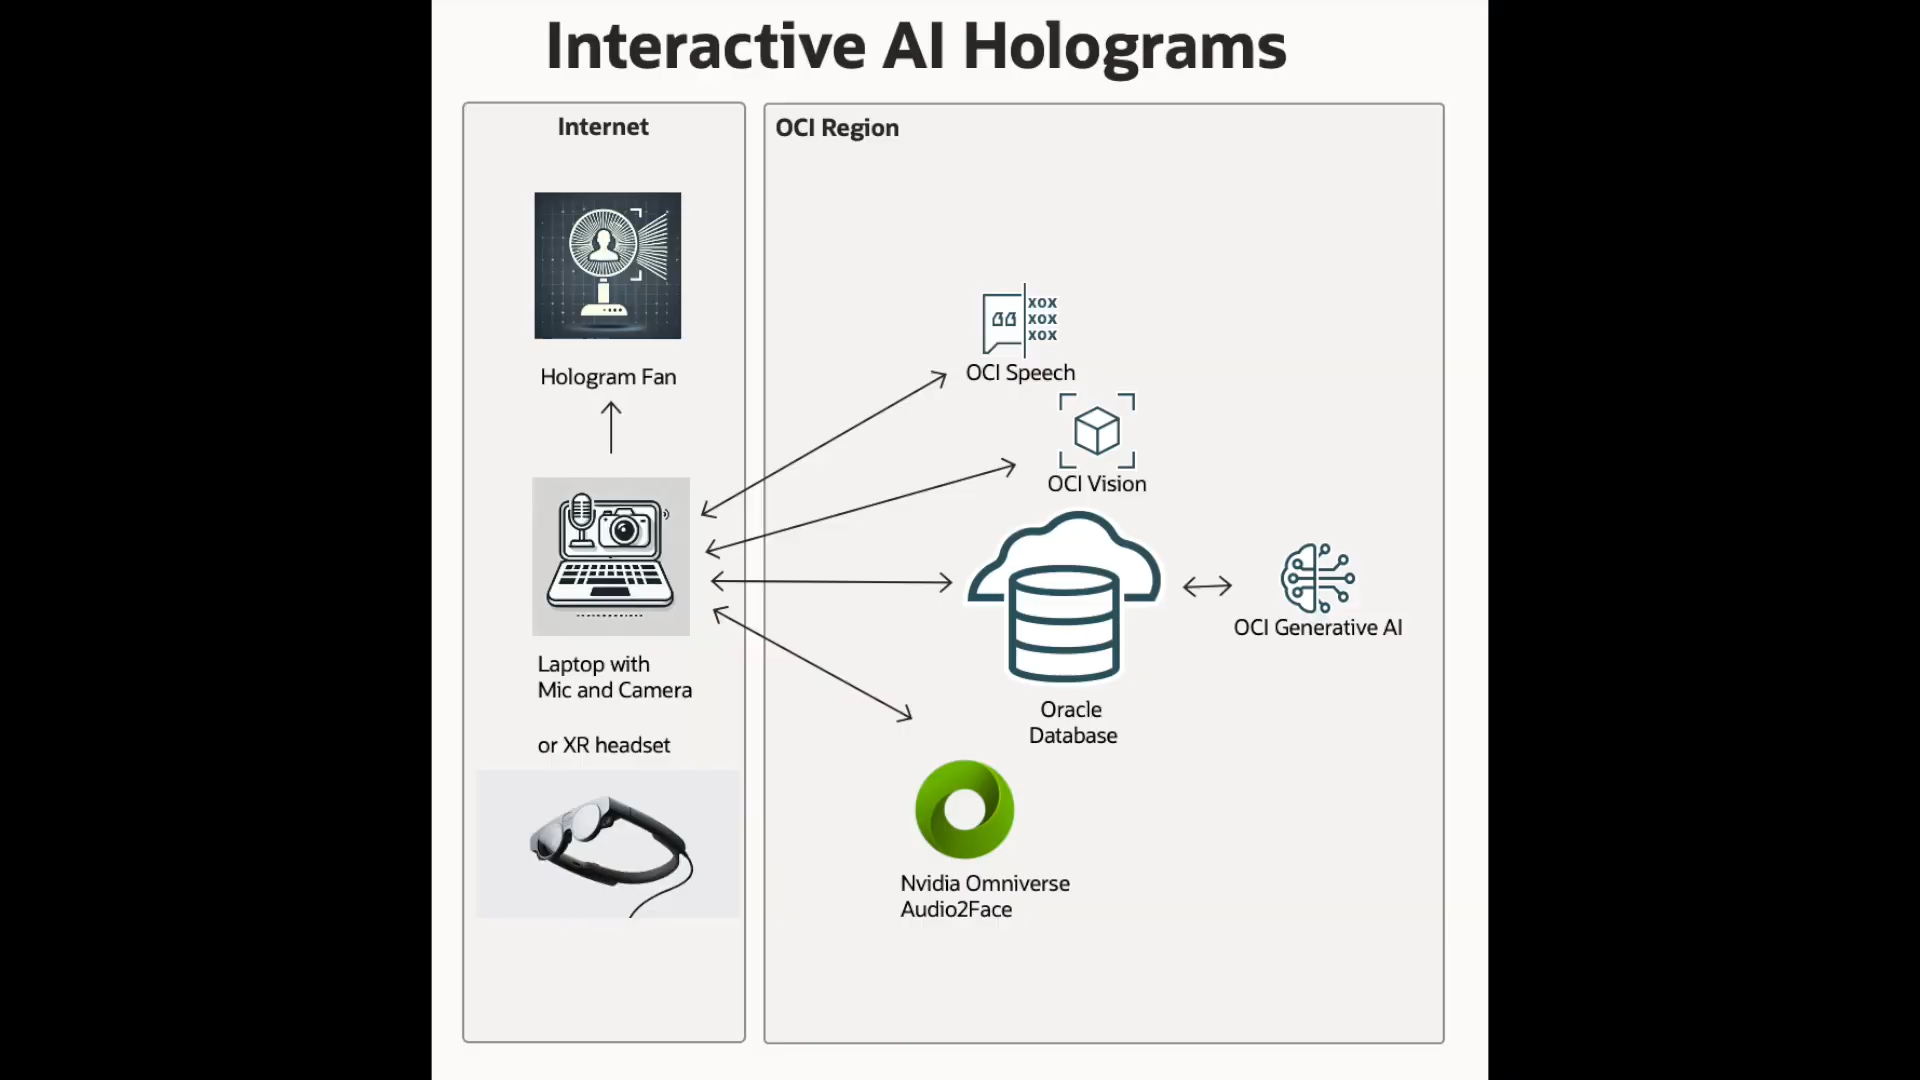 Interactive AI Holograms
Internet
Hologram Fan
Laptop with
Mic and Camera
or XR headset
OCI Region
xox
xox
xox
OCI Speech
OCI Vision
Oracle
Database
OCI Generative AI
Nvidia Omniverse
Audio2Face